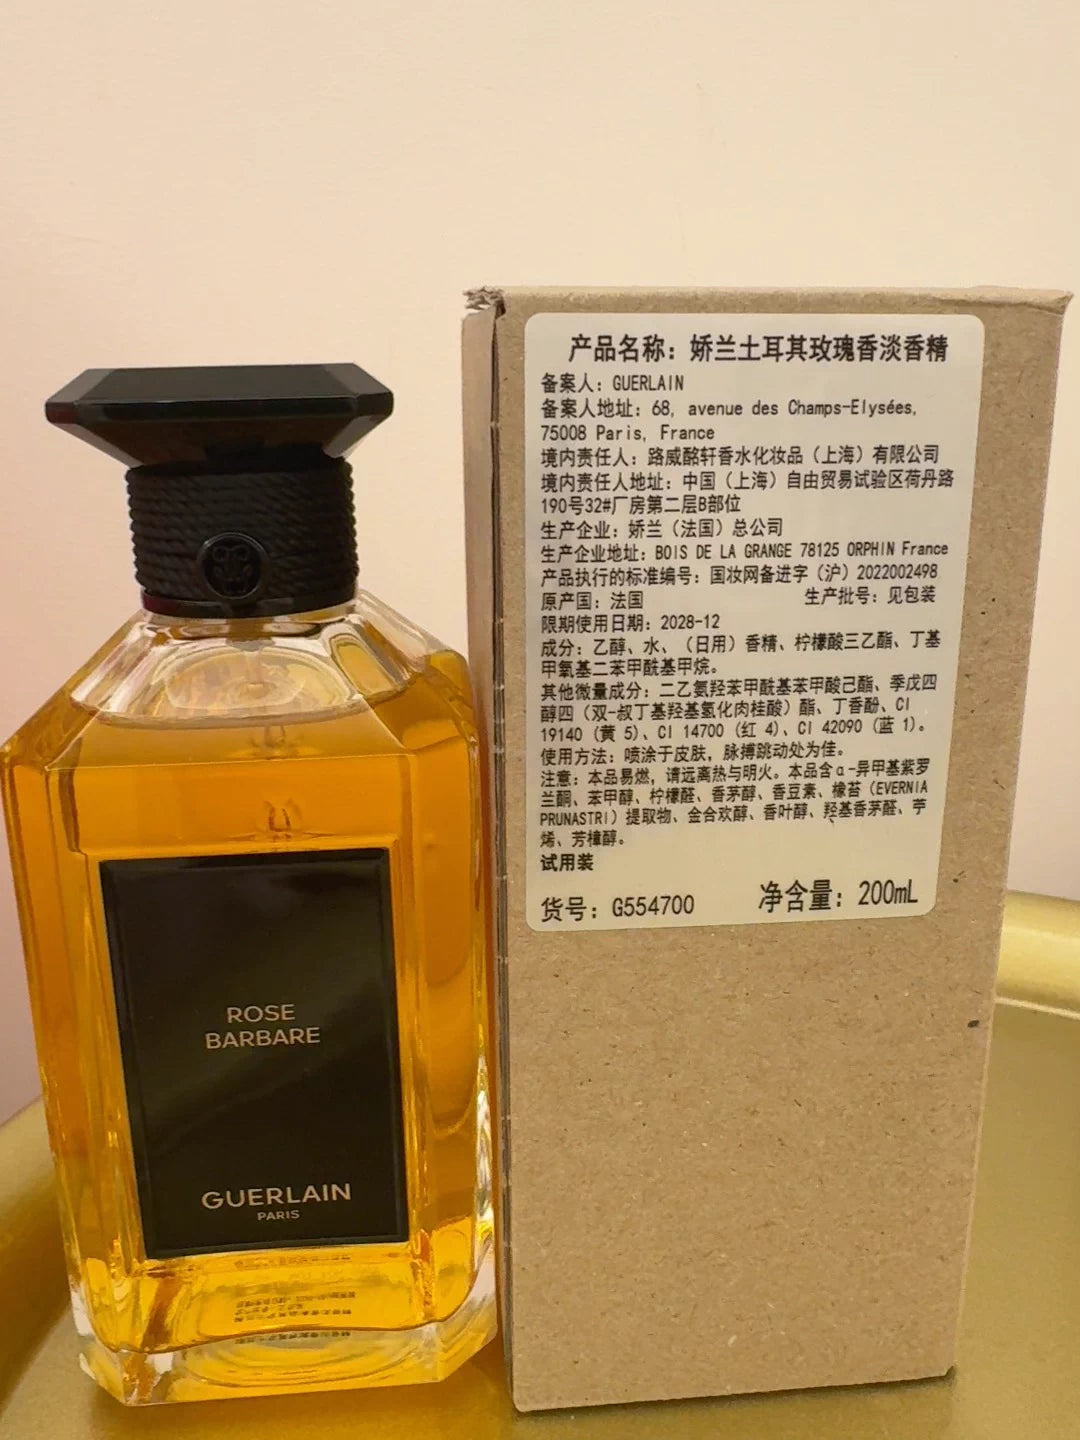 产品名称：娇兰土耳其玫瑰香淡香精
备案人：GUERLAIN
备案人地址：68, avenue des Champs-Elysées,
75008 Paris, France
境内责任人：路威酩轩香水化妆品（上海）有限公司
境内责任人地址：中国（上海）自由贸易试验区荷丹路
190号32#厂房第二层B部位
生产企业：娇兰（法国）总公司
生产企业地址：BOIS DE LA GRANGE 78125 ORPHIN France
产品执行的标准编号：国妆网备进字（沪）2022002498
原产国：法国 生产批号：见包装
限期使用日期：2028-12
成分：乙醇、水、（日用）香精、柠檬酸三乙酯、丁基
甲氧基二苯甲酰基甲烷。
其他微量成分：二乙氨羟苯甲酰基苯甲酸己酯、季戊四
醇四（双-叔丁基羟基氢化肉桂酸）酯、丁香酚、CI
19140（黄 5）、CI 14700（红 4）、CI 42090（蓝 1）。
使用方法：喷涂于皮肤，脉搏跳动处为佳。
注意：本品易燃，请远离热与明火。本品含α-异甲基紫罗
兰酮、苯甲醇、柠檬醛、香茅醇、香豆素、橡苔（EVERNIA
PRUNASTRI）提取物、金合欢醇、香叶醇、羟基香茅醛、苧
烯、芳樟醇。
试用装
货号：G554700 净含量：200mL
ROSE
BARBARE
GUERLAIN
PARIS